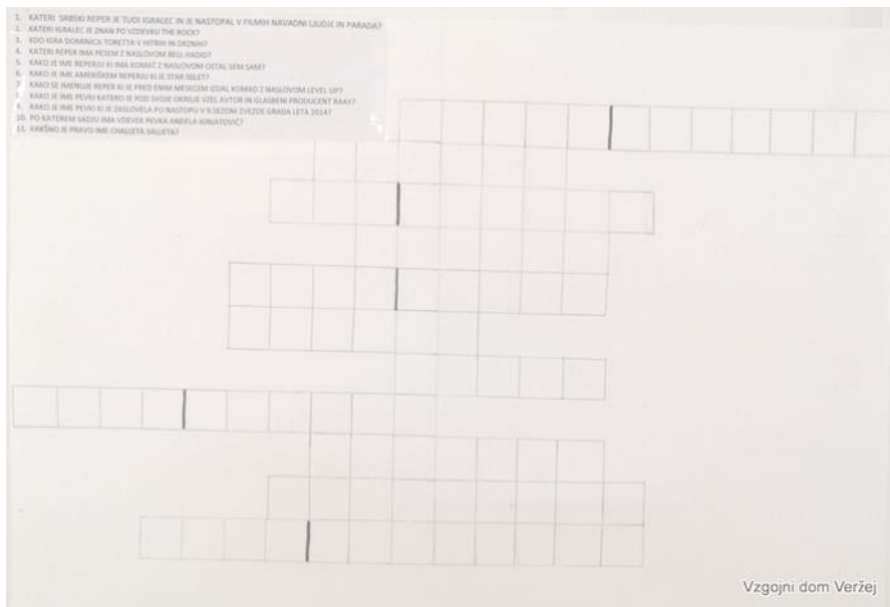 1. KATERI SRBSKI REPER JE TUDI IGRALEC IN JE NASTOPAL V FILMIH NAVADNI LJUDJE IN PARADA?
2. KATERI IGRALEC JE ZNAN PO VZDEVKU THE ROCK?
3. KDO IGRA DOMINICA TORETTA V HITRIH IN DRZNIH?
4. KATERI REPER IMA PESEM Z NASLOVOM BELL HADID?
5. KAKO JE IME REPERJU KI IMA KOMAT Z NASLOVOM OSTAL SEM SAM?
6. KAKO JE IME AMERIŠKEM REPERJU KI JE STAR 50LET?
7. KAKO SE IMENUJE REPER KI JE PRED ENIM MESECEM IZDAL KOMAD Z NASLOVOM LEVEL UP?
8. KAKO JE IME PEVKI KATERO JE POD SVOJE OKRILJE VZEL AVTOR IN GLASBENI PRODUCENT RAAY?
9. KAKO JE IME PEVKI KI JE ZASLOVELA PO NASTOPU V 9.SEZONI ZVEZDE GRADA LETA 2014?
10. PO KATEREM SADJU IMA VDEVEK PEVKA ANĐELA IGNJATOVIĆ?
11. KAKŠNO JE PRAVO IME CHALLETA SALLETA?
Vzgojni dom Veržej